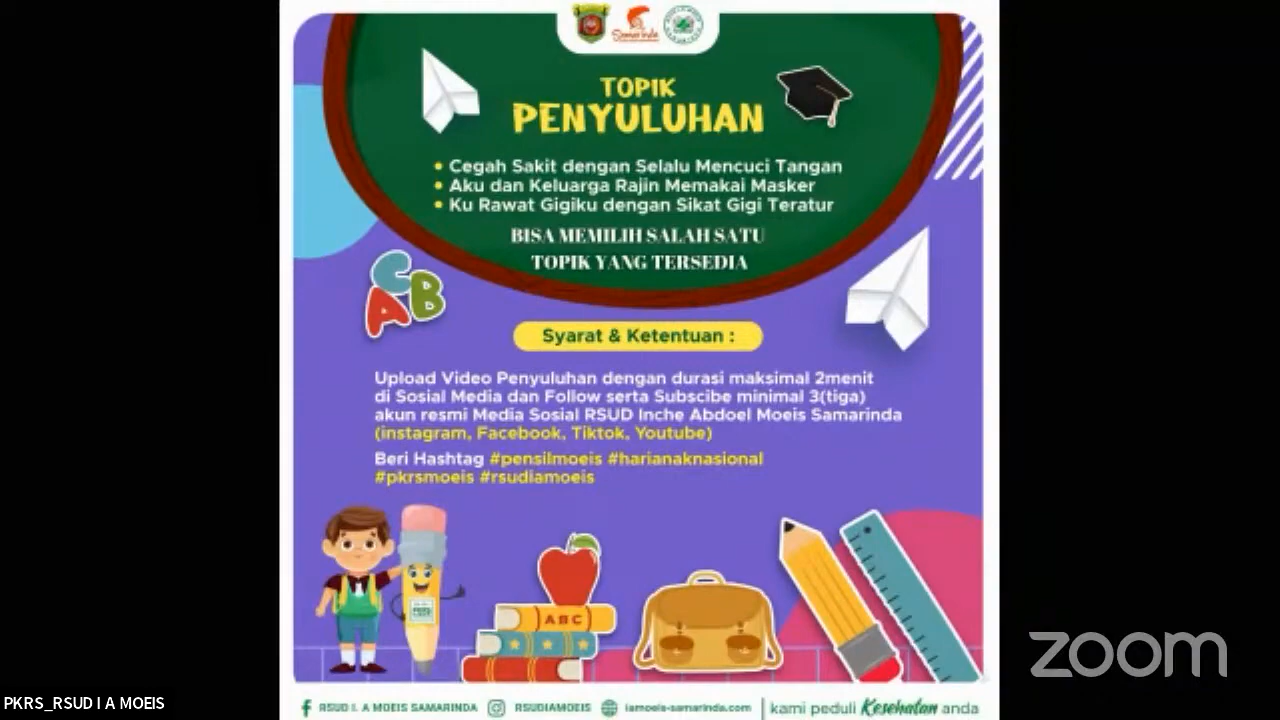 Samarinda
TOPIK
PENYULUHAN
• Cegah Sakit dengan Selalu Mencuci Tangan
• Aku dan Keluarga Rajin Memakai Masker
• Ku Rawat Gigiku dengan Sikat Gigi Teratur
BISA MEMILIH SALAH SATU
TOPIK YANG TERSEDIA
C
A B
Syarat & Ketentuan :
Upload Video Penyuluhan dengan durasi maksimal 2menit
di Sosial Media dan Follow serta Subscibe minimal 3(tiga)
akun resmi Media Sosial RSUD Inche Abdoel Moeis Samarinda
(instagram, Facebook, Tiktok, Youtube)
Beri Hashtag #pensilmoeis #harianaknasional
#pkrsmoeis #rsudiamoeis
ABC
zoom
PKRS_RSUD I A MOEIS
RSUD I. A MOEIS SAMARINDA RSUDIAMOEIS iamoeis-samarinda.com kami peduli Kesehatan anda